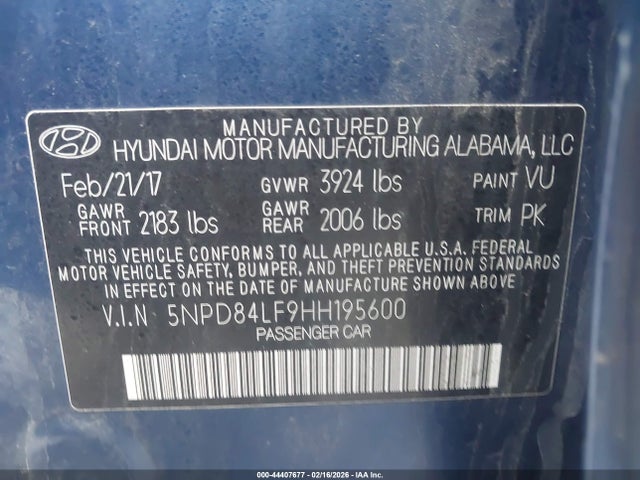 MANUFACTURED BY
HYUNDAI MOTOR MANUFACTURING ALABAMA, LLC
Feb/21/17 GVWR 3924 lbs PAINT VU
GAWR FRONT 2183 lbs GAWR REAR 2006 lbs TRIM PK
THIS VEHICLE CONFORMS TO ALL APPLICABLE U.S.A. FEDERAL
MOTOR VEHICLE SAFETY, BUMPER, AND THEFT PREVENTION STANDARDS
IN EFFECT ON THE DATE OF MANUFACTURE SHOWN ABOVE.
V.I.N 5NPD84LF9HH195600
PASSENGER CAR
000-44407677 - 02/16/2026 - IAA Inc.